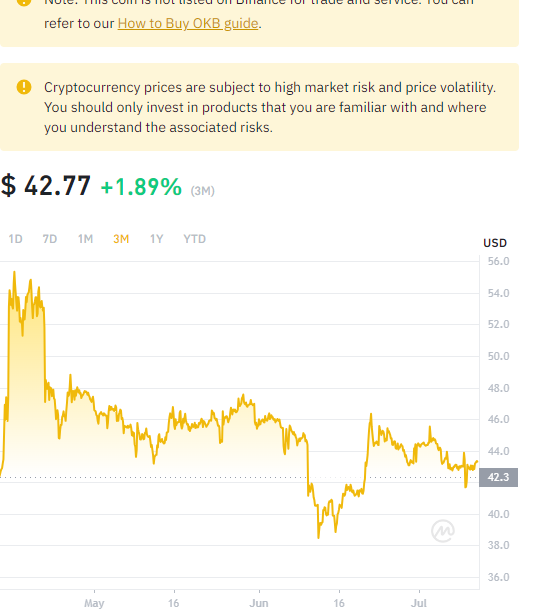 Note: This coin is not listed on Binance for trade and service. You can
refer to our How to Buy OKB guide.
Cryptocurrency prices are subject to high market risk and price volatility.
You should only invest in products that you are familiar with and where
you understand the associated risks.
$ 42.77 +1.89% (3M)
1D 7D 1M 3M 1Y YTD
USD
56.0
54.0
52.0
50.0
48.0
46.0
44.0
42.3
40.0
38.0
36.0
May 16 Jun 16 Jul